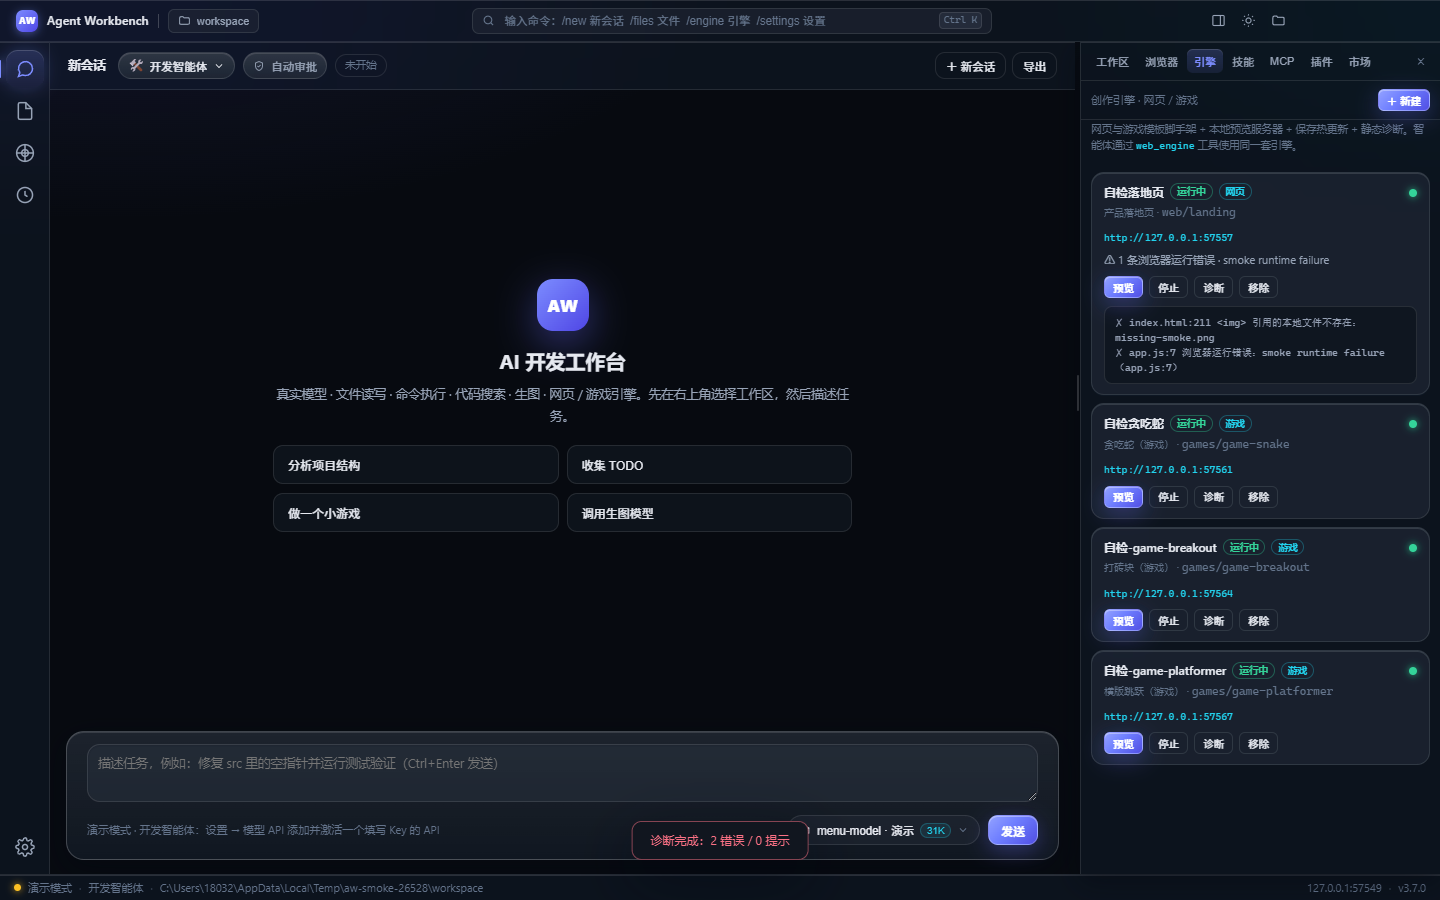 AW Agent Workbench workspace
输入命令：/new 新会话 /files 文件 /engine 引擎 /settings 设置 Ctrl K
新会话 开发智能体 自动审批 未开始
+ 新会话 导出
工作区 浏览器 引擎 技能 MCP 插件 市场 ×
创作引擎 · 网页 / 游戏
+ 新建
网页与游戏模板脚手架 + 本地预览服务器 + 保存热更新 + 静态诊断。智
能体通过 web_engine 工具使用同一套引擎。
自检落地页 运行中 网页
产品落地页 · web/landing
http://127.0.0.1:57557
⚠ 1 条浏览器运行错误 · smoke runtime failure
预览 停止 诊断 移除
✗ index.html:211 <img> 引用的本地文件不存在：
missing-smoke.png
✗ app.js:7 浏览器运行错误：smoke runtime failure
（app.js:7）
自检贪吃蛇 运行中 游戏
贪吃蛇（游戏） · games/game-snake
http://127.0.0.1:57561
预览 停止 诊断 移除
自检-game-breakout 运行中 游戏
打砖块（游戏） · games/game-breakout
http://127.0.0.1:57564
预览 停止 诊断 移除
自检-game-platformer 运行中 游戏
横版跳跃（游戏） · games/game-platformer
http://127.0.0.1:57567
预览 停止 诊断 移除
AW
AI 开发工作台
真实模型 · 文件读写 · 命令执行 · 代码搜索 · 生图 · 网页 / 游戏引擎。先在右上角选择工作区，然后描述任
务。
分析项目结构
收集 TODO
做一个小游戏
调用生图模型
描述任务，例如：修复 src 里的空指针并运行测试验证（Ctrl+Enter 发送）
演示模式 · 开发智能体：设置 → 模型 API 添加并激活一个填写 Key 的 API
诊断完成：2 错误 / 0 提示
menu-model · 演示 31K
发送
演示模式 · 开发智能体 · C:\Users\18032\AppData\Local\Temp\aw-smoke-26528\workspace
127.0.0.1:57549 · v3.7.0